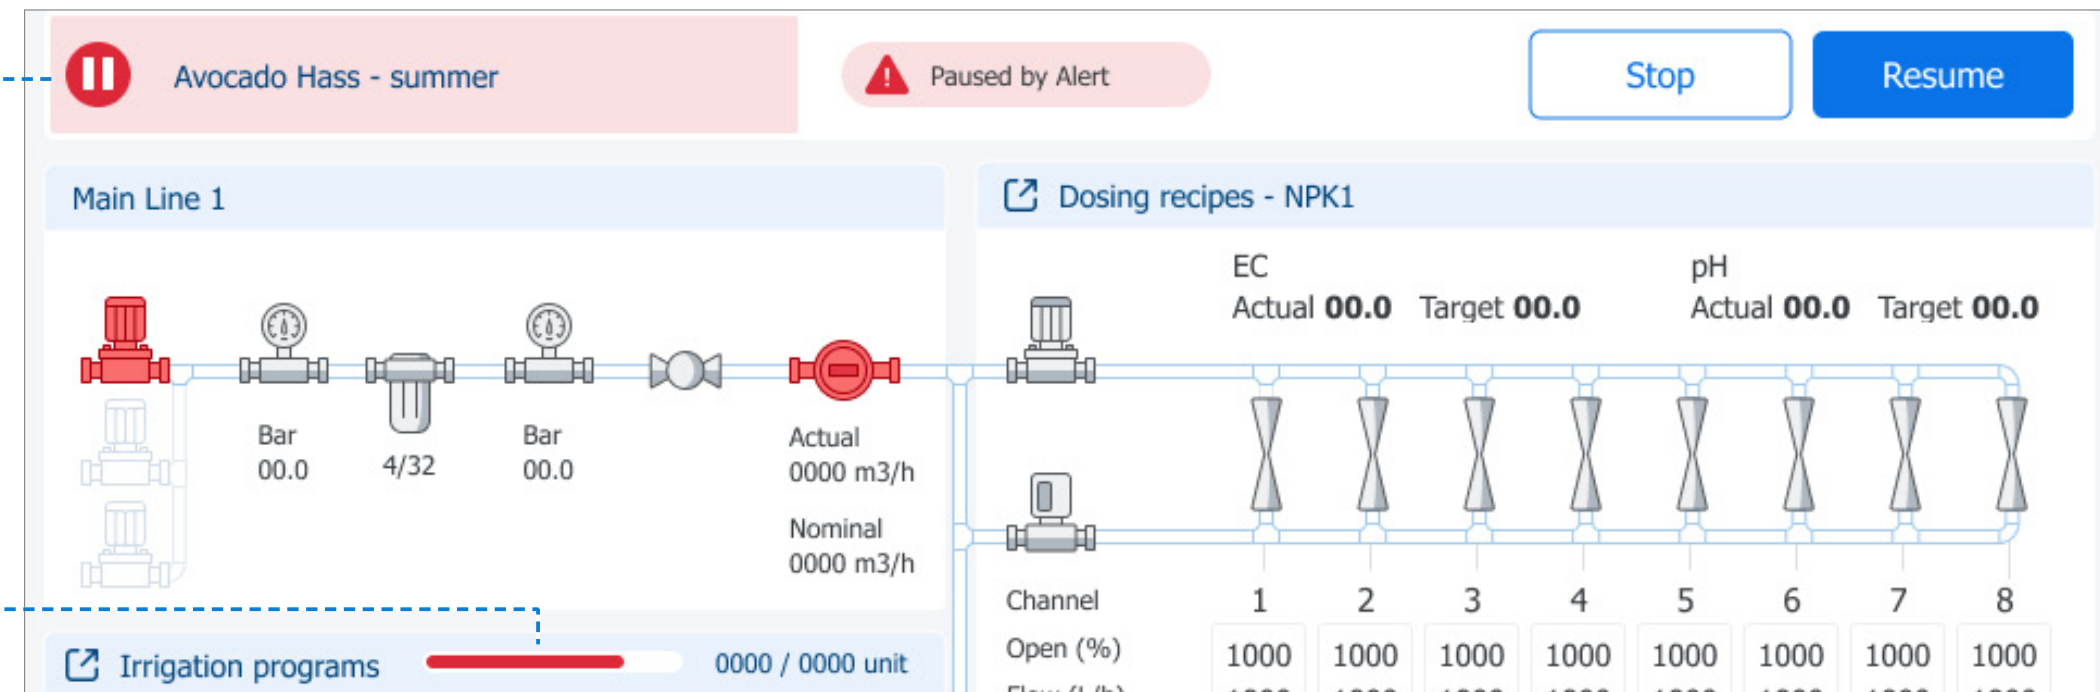 Avocado Hass - summer
Paused by Alert
Stop
Resume
Main Line 1
Bar
00.0
4/32
Bar
00.0
Actual
0000 m3/h
Nominal
0000 m3/h
Irrigation programs
0000 / 0000 unit
Dosing recipes - NPK1
EC
Actual 00.0 Target 00.0
pH
Actual 00.0 Target 00.0
Channel 1 2 3 4 5 6 7 8
Open (%) 1000 1000 1000 1000 1000 1000 1000 1000